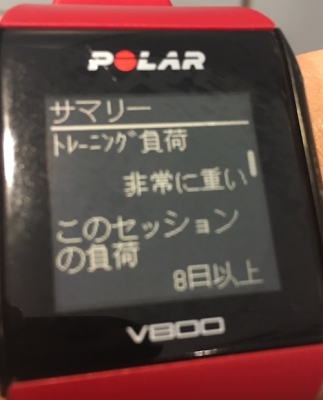 POLAR
サマリー
ﾄﾚｰﾆﾝｸﾞ負荷
非常に重い
このセッション
の負荷
8日以上
V800